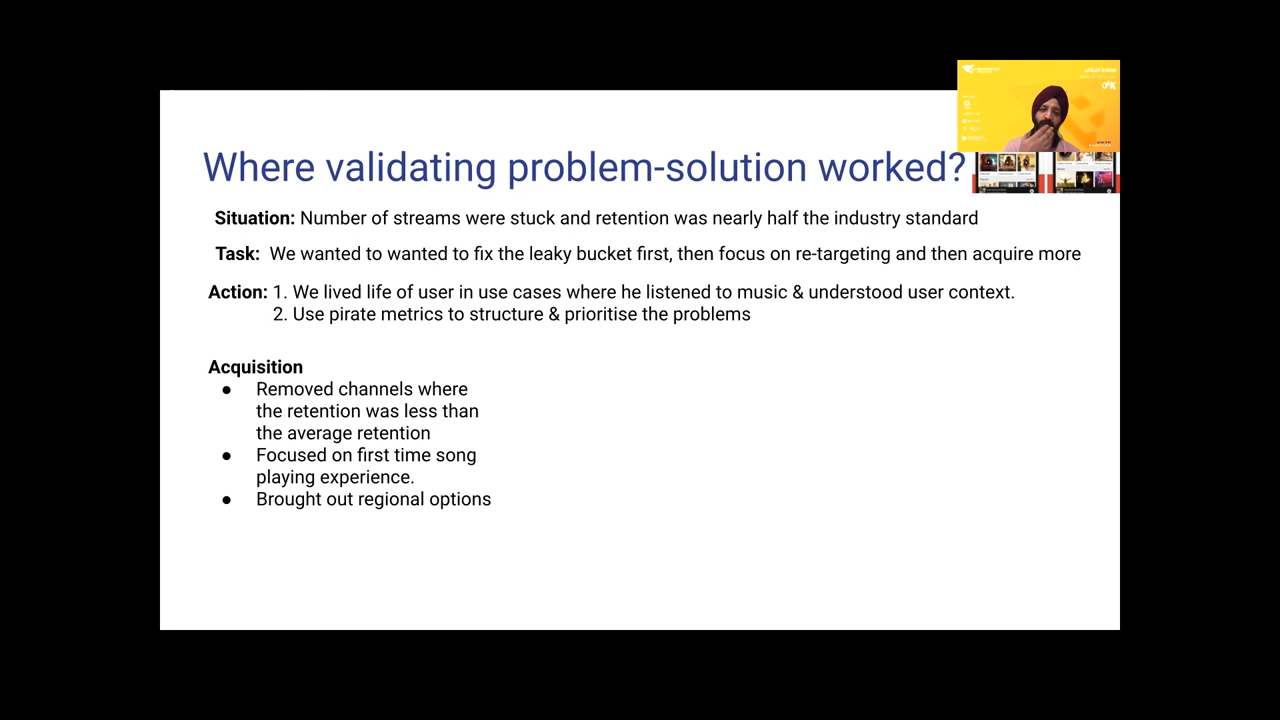 Where validating problem-solution worked?
Situation: Number of streams were stuck and retention was nearly half the industry standard
Task: We wanted to wanted to fix the leaky bucket first, then focus on re-targeting and then acquire more
Action: 1. We lived life of user in use cases where he listened to music & understood user context.
2. Use pirate metrics to structure & prioritise the problems
Acquisition
● Removed channels where
the retention was less than
the average retention
● Focused on first time song
playing experience.
● Brought out regional options